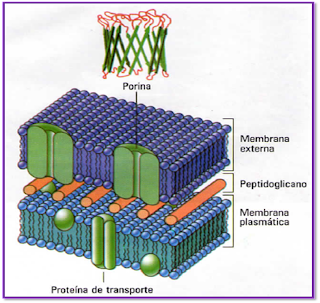 Porina
Membrana
externa
Peptidoglicano
Membrana
plasmática
Proteína de transporte